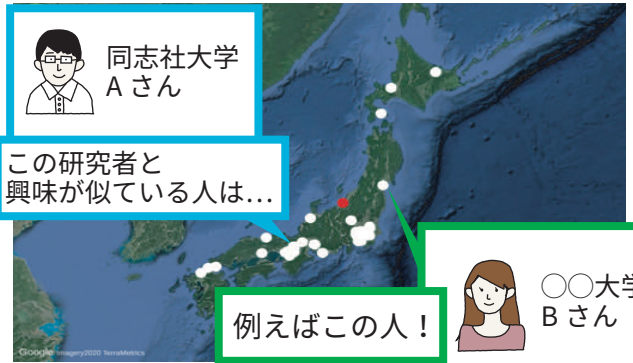 同志社大学
A さん
この研究者と
興味が似ている人は…
○○大学
B さん
例えばこの人！
Google Imagery2020 TerraMetrics